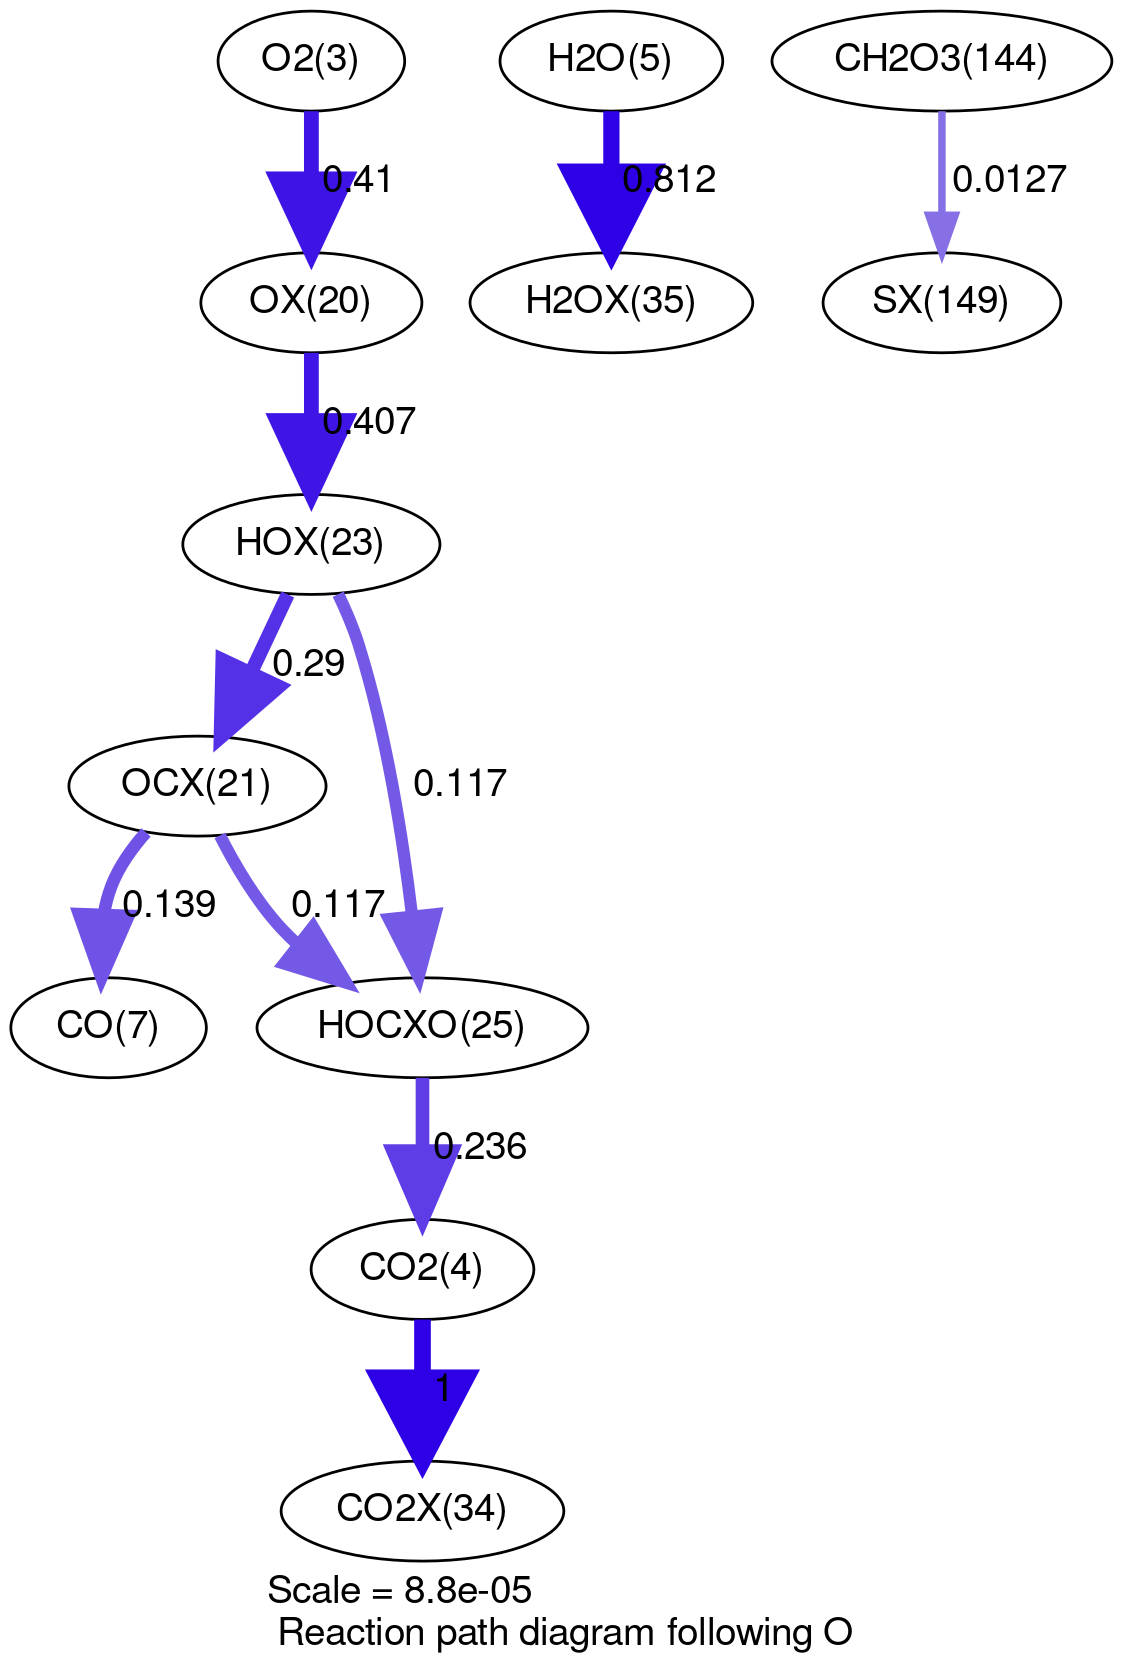 O2(3)
H2O(5)
CH2O3(144)
0.41
0.812
0.0127
OX(20)
H2OX(35)
SX(149)
0.407
HOX(23)
0.29
0.117
OCX(21)
0.139
0.117
CO(7)
HOCXO(25)
0.236
CO2(4)
1
CO2X(34)
Scale = 8.8e-05
Reaction path diagram following O